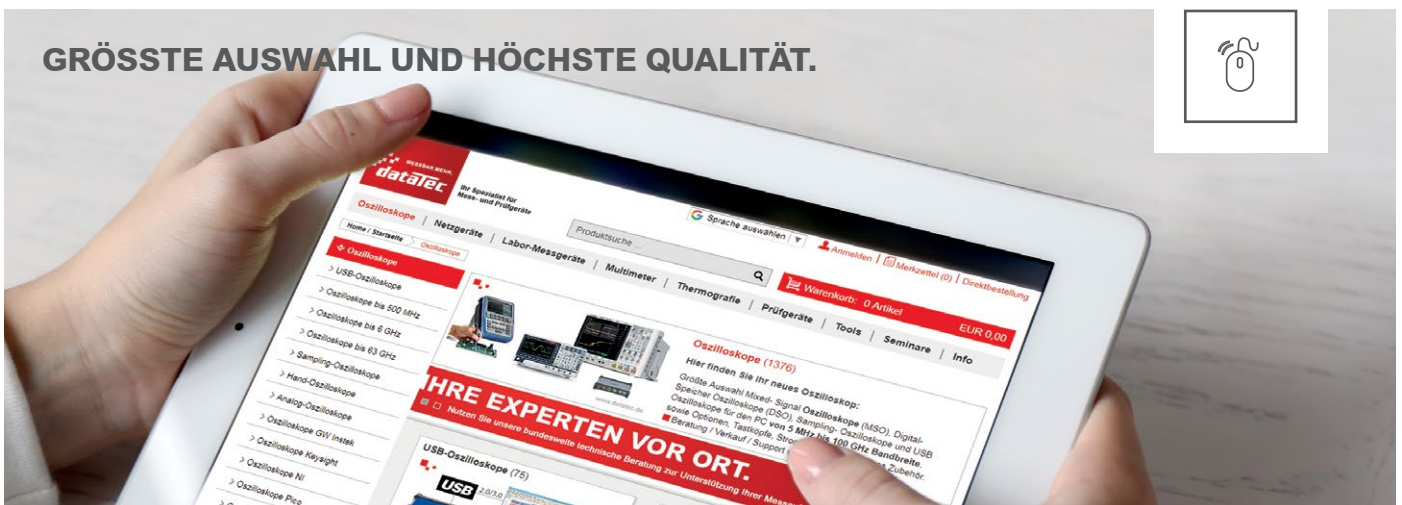 GRÖSSTE AUSWAHL UND HÖCHSTE QUALITÄT.
MESSBAR MEHR.
dataTec
Ihr Spezialist für
Mess- und Prüfgeräte
Sprache auswählen
Anmelden | Merkzettel (0) | Direktbestellung
Produktsuche ...
Warenkorb: 0 Artikel EUR 0,00
Oszilloskope | Netzgeräte | Labor-Messgeräte | Multimeter | Thermografie | Prüfgeräte | Tools | Seminare | Info
Home / Startseite Oszilloskope
Oszilloskope
> USB-Oszilloskope
> Oszilloskope bis 500 MHz
> Oszilloskope bis 6 GHz
> Oszilloskope bis 63 GHz
> Sampling-Oszilloskope
> Hand-Oszilloskope
> Analog-Oszilloskope
> Oszilloskope GW Instek
> Oszilloskope Keysight
> Oszilloskope NI
> Oszilloskope Pico
www.datatec.de
Oszilloskope (1376)
Hier finden Sie Ihr neues Oszilloskop:
Größte Auswahl Mixed- Signal Oszilloskope (MSO), Digital-
Speicher Oszilloskope (DSO), Sampling- Oszilloskope und USB
Oszilloskope für den PC von 5 MHz bis 100 GHz Bandbreite,
sowie Optionen, Tastköpfe, Zubehör.
Beratung / Verkauf / Support
IHRE EXPERTEN VOR ORT.
Nutzen Sie unsere bundesweite technische Beratung zur Unterstützung Ihrer
USB-Oszilloskope (75)
USB 2.0/3.0